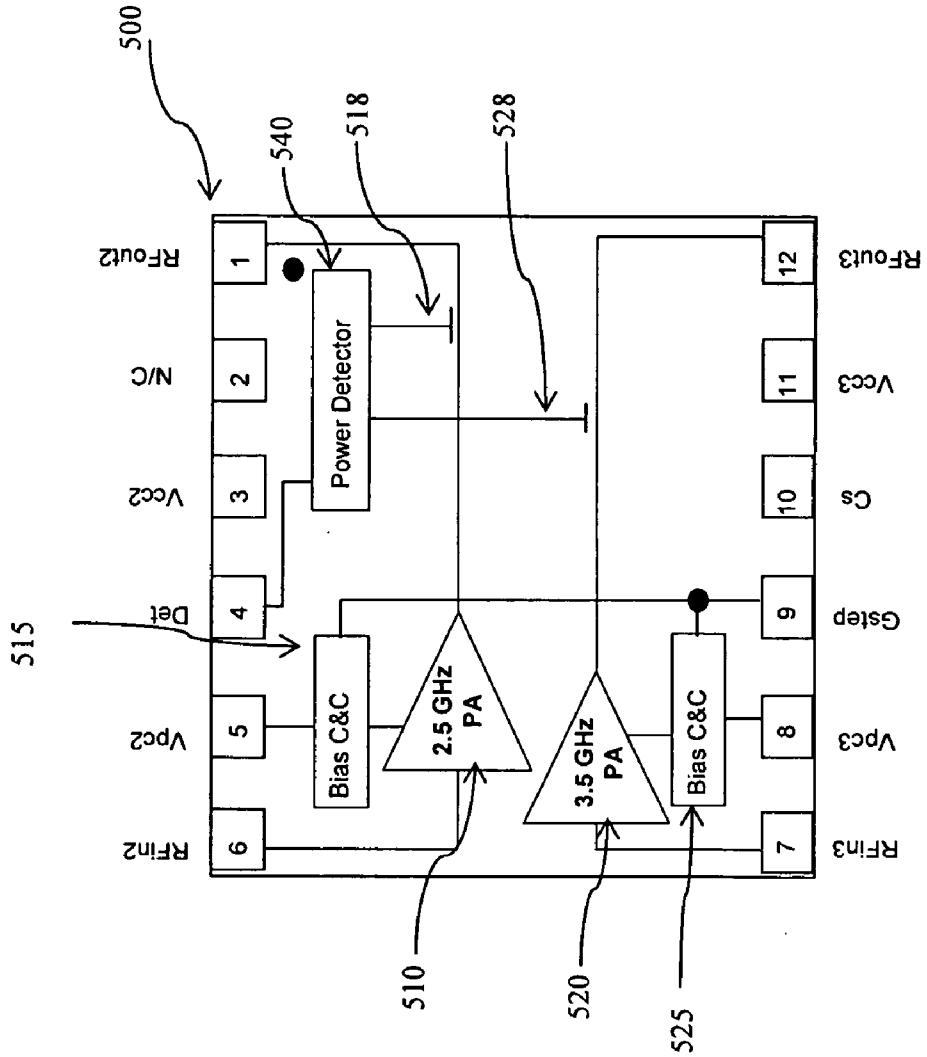 500
RFout2
N/C
Vcc2
Det
Vpc2
RFin2
1
2
3
4
5
6
540
518
528
515
Power Detector
Bias C&C
2.5 GHz
PA
3.5 GHz
PA
Bias C&C
510
520
525
12
11
10
9
8
7
RFout3
Vcc3
Cs
Gstep
Vpc3
RFin3